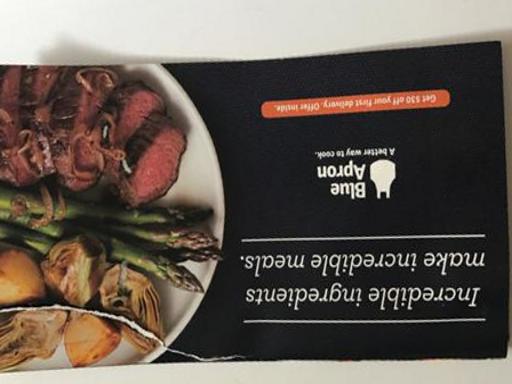 Incredible ingredients
make incredible meals.
Blue
Apron
A better way to cook.
Get $30 off your first delivery. Offer inside.